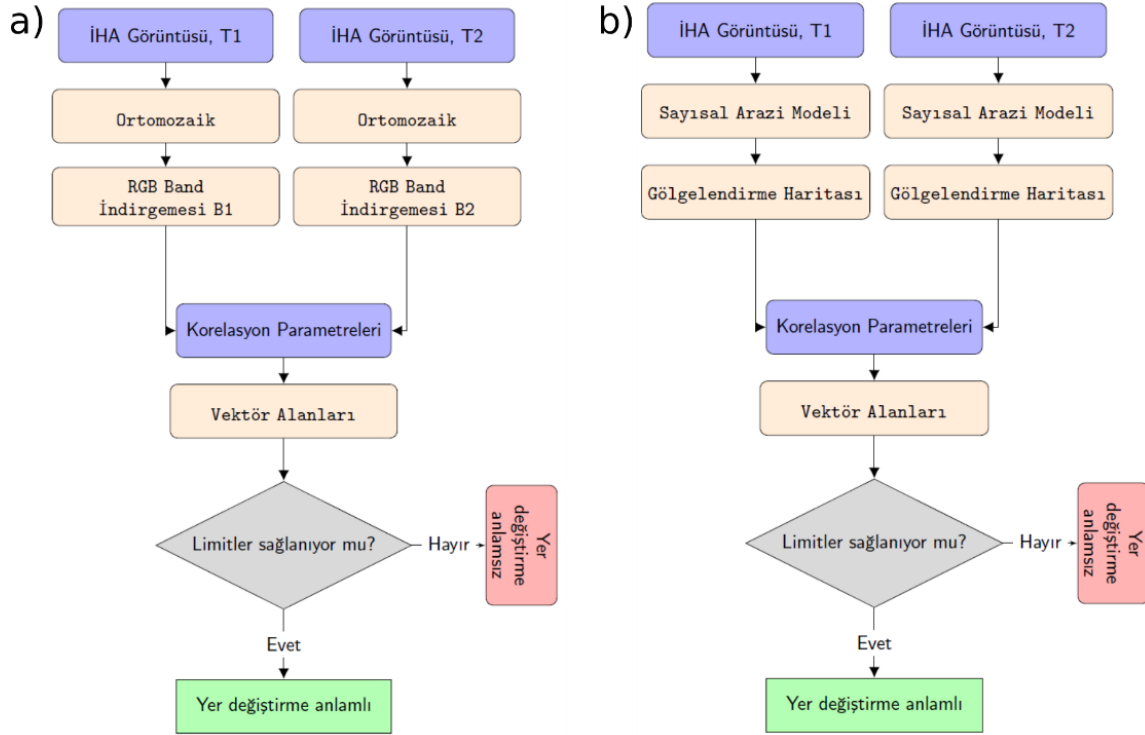 a)
İHA Görüntüsü, T1
İHA Görüntüsü, T2
Ortomozaik
Ortomozaik
RGB Band
İndirgemesi B1
RGB Band
İndirgemesi B2
Korelasyon Parametreleri
Vektör Alanları
Limitler sağlanıyor mu?
Hayır
Yer
değiştirme
anlamsız
Evet
Yer değiştirme anlamlı
b)
İHA Görüntüsü, T1
İHA Görüntüsü, T2
Sayısal Arazi Modeli
Sayısal Arazi Modeli
Gölgelendirme Haritası
Gölgelendirme Haritası
Korelasyon Parametreleri
Vektör Alanları
Limitler sağlanıyor mu?
Hayır
Yer
değiştirme
anlamsız
Evet
Yer değiştirme anlamlı